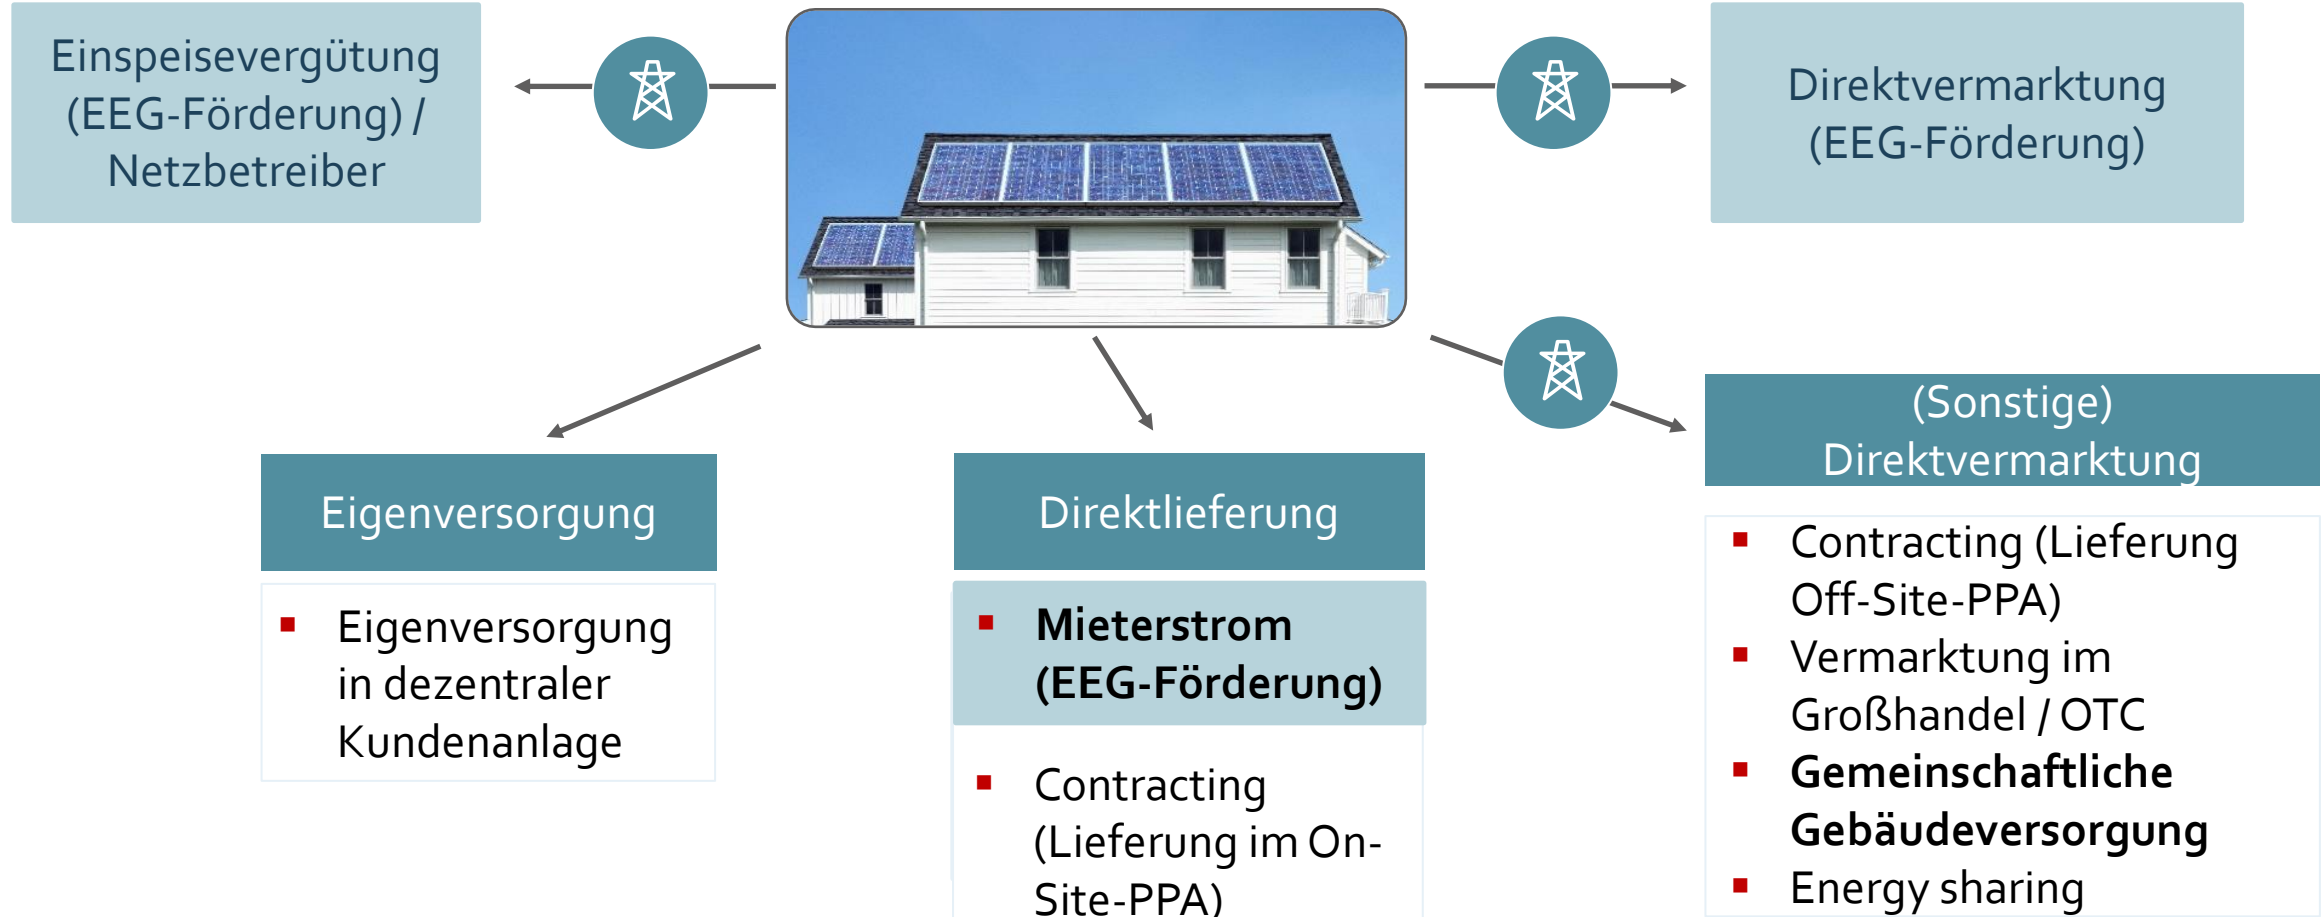 Einspeisevergütung
(EEG-Förderung) /
Netzbetreiber
Direktvermarktung
(EEG-Förderung)
Eigenversorgung
▪ Eigenversorgung
in dezentraler
Kundenanlage
Direktlieferung
▪ Mieterstrom
(EEG-Förderung)
▪ Contracting
(Lieferung im On-
Site-PPA)
(Sonstige)
Direktvermarktung
▪ Contracting (Lieferung
Off-Site-PPA)
▪ Vermarktung im
Großhandel / OTC
▪ Gemeinschaftliche
Gebäudeversorgung
▪ Energy sharing